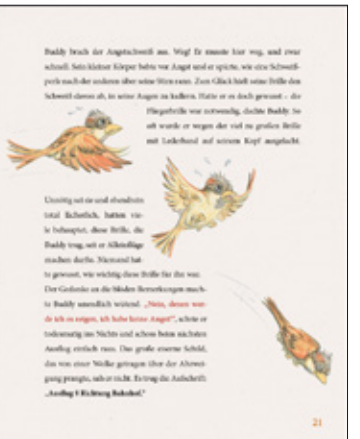 Buddy brach der Angstschweiß aus. Weg! Er musste hier weg, und zwar
schnell. Sein kleiner Körper bebte vor Angst und er spürte, wie eine Schweiß-
perle nach der anderen über seine Stirn rann. Zum Glück hielt seine Brille den
Schweiß davon ab, in seine Augen zu kullern. Hatte er es doch gewusst – die
Fliegerbrille war notwendig, dachte Buddy. So
oft wurde er wegen der viel zu großen Brille
mit Lederband auf seinem Kopf ausgelacht.
Unnötig sei sie und obendrein
total lächerlich, hatten vie-
le behauptet, diese Brille, die
Buddy trug, seit er Alleinflüge
machen durfte. Niemand hat-
te gewusst, wie wichtig diese Brille für ihn war.
Der Gedanke an die blöden Bemerkungen mach-
te Buddy unendlich wütend. „Nein, denen wer-
de ich es zeigen, ich habe keine Angst!“, schrie er
todesmutig ins Nichts und schoss beim nächsten
Ausflug einfach raus. Das große enorme Schild,
das von einer Wolke getragen über der Abzwei-
gung prangte, sah er nicht. Es trug die Aufschrift:
„Ausflug 8 Richtung Bahnhof.“
21